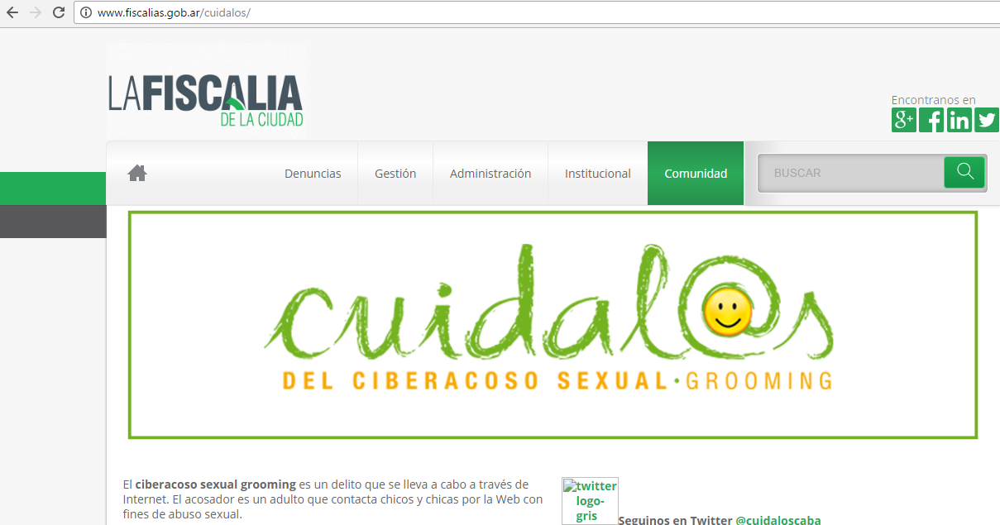 www.fiscalias.gob.ar/cuidalos/
LAFISCALIA
DE LA CIUDAD
Encontranos en
g+ f in
Denuncias Gestión Administración Institucional Comunidad BUSCAR
cuidal@s
DEL CIBERACOSO SEXUAL·GROOMING
El ciberacoso sexual grooming es un delito que se lleva a cabo a través de
Internet. El acosador es un adulto que contacta chicos y chicas por la Web con
fines de abuso sexual.
twitter
logo-
gris
Seguinos en Twitter @cuidaloscaba